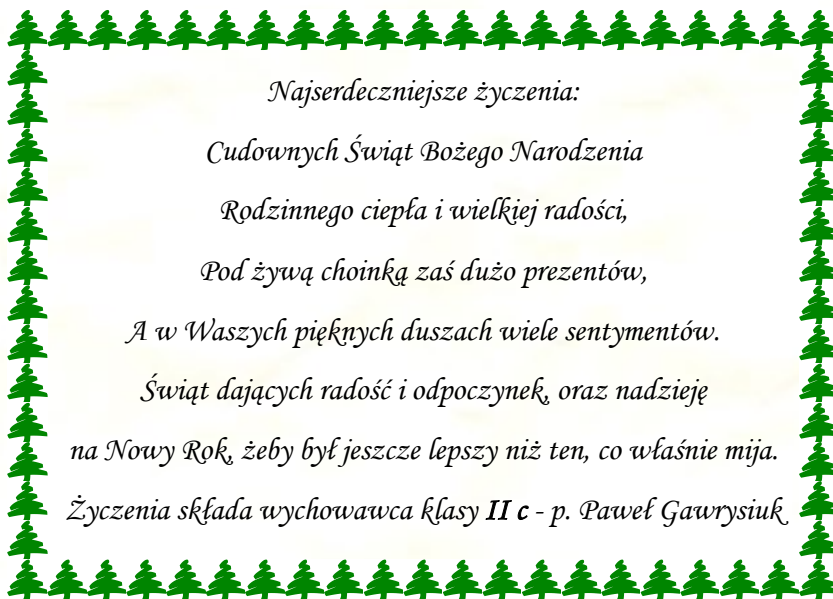 Najserdeczniejsze życzenia:
Cudownych Świąt Bożego Narodzenia
Rodzinnego ciepła i wielkiej radości,
Pod żywą choinką zaś dużo prezentów,
A w Waszych pięknych duszach wiele sentymentów.
Świąt dających radość i odpoczynek, oraz nadzieję
na Nowy Rok, żeby był jeszcze lepszy niż ten, co właśnie mija.
Życzenia składa wychowawca klasy II c - p. Paweł Gawrysiuk